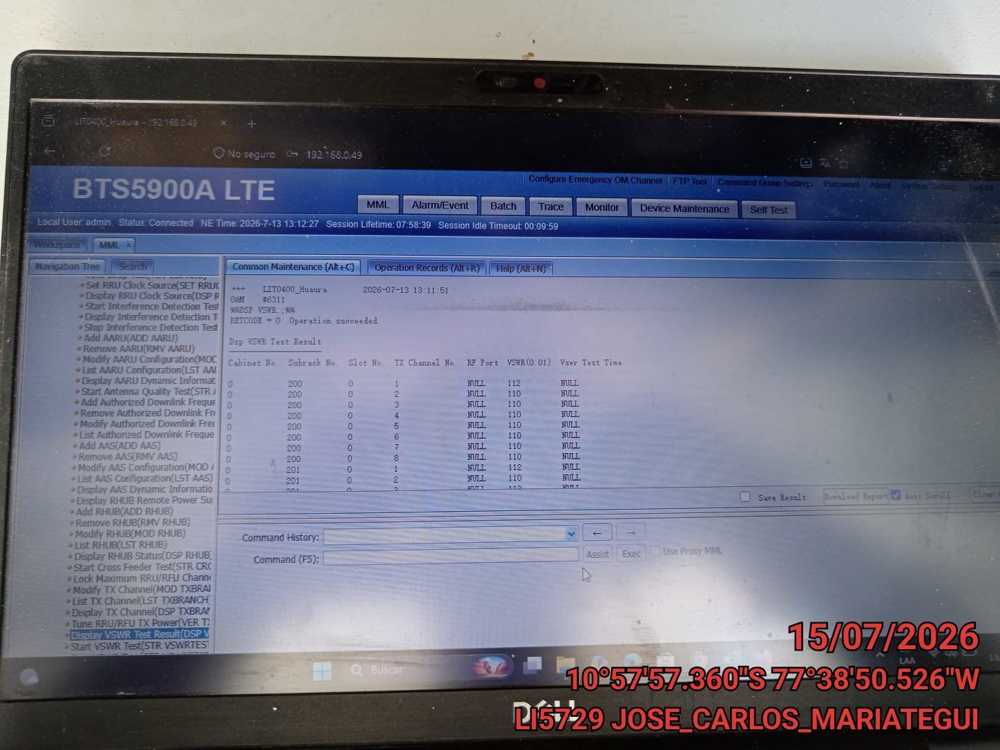 LIT0400_Huaura - 192.168.0.49
No seguro 192.168.0.49
BTS5900A LTE
Configure Emergency OM Channel FTP Tool Command Group Settings Password About System Settings
MML Alarm/Event Batch Trace Monitor Device Maintenance Self Test
Local User: admin. Status: Connected NE Time: 2026-7-13 13:12:27 Session Lifetime: 07:58:39 Session Idle Timeout: 00:09:59
Workspace MML
Navigation Tree Search
Common Maintenance (Alt+C) Operation Records (Alt+R) Help (Alt+N)
Set RRU Clock Source(SET RRUC
Display RRU Clock Source(DSP R
Start Interference Detection Test
Display Interference Detection T
Stop Interference Detection Test
Add AARU(ADD AARU)
Remove AARU(RMV AARU)
Modify AARU Configuration(MOD
List AARU Configuration(LST AAI
Display AARU Dynamic Informat
Start Antenna Quality Test(STR A
Add Authorized Downlink Freque
Remove Authorized Downlink Fr
Modify Authorized Downlink Fred
List Authorized Downlink Freque
Add AAS(ADD AAS)
Remove AAS(RMV AAS)
Modify AAS Configuration(MOD A
List AAS Configuration(LST AAS)
Display AAS Dynamic Informatio
Display RHUB Remote Power Su
Add RHUB(ADD RHUB)
Remove RHUB(RMV RHUB)
Modify RHUB(MOD RHUB)
List RHUB(LST RHUB)
Display RHUB Status(DSP RHUB
Start Cross Feeder Test(STR CRO
Lock Maximum RRU/RFU Chann
Modify TX Channel(MOD TXBRAI
List TX Channel(LST TXBRANCH
Display TX Channel(DSP TXBRAN
Tune RRU/RFU TX Power(VER T
Display VSWR Test Result(DSP V
Start VSWR Test(STR VSWRTES
+++ LIT0400_Huaura 2026-07-13 13:11:51
O&M #6311
%%DSP VSWR:;%%
RETCODE = 0 Operation succeeded.
Dsp VSWR Test Result
Cabinet No. Subrack No. Slot No. TX Channel No. RF Port VSWR(0.01) Vswr Test Time
0 200 0 1 NULL 112 NULL
0 200 0 2 NULL 110 NULL
0 200 0 3 NULL 110 NULL
0 200 0 4 NULL 110 NULL
0 200 0 5 NULL 110 NULL
0 200 0 6 NULL 110 NULL
0 200 0 7 NULL 110 NULL
0 200 0 8 NULL 110 NULL
0 201 0 1 NULL 112 NULL
0 201 0 2 NULL 110 NULL
Save Result Download Report Auto Scroll Clear
Command History: ← →
Command (F5): Assist Exec Use Proxy MML
Buscar
LAA
DELL
15/07/2026
10°57'57.360"S 77°38'50.526"W
LI5729 JOSE_CARLOS_MARIATEGUI